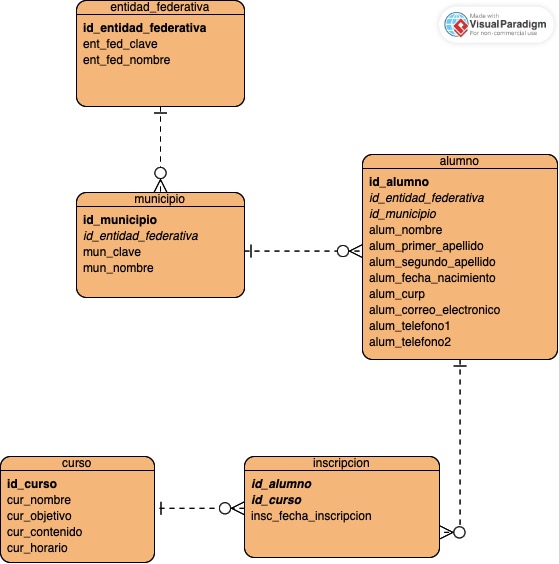 entidad_federativa
id_entidad_federativa
ent_fed_clave
ent_fed_nombre
Made with
Visual Paradigm
For non-commercial use
municipio
id_municipio
id_entidad_federativa
mun_clave
mun_nombre
alumno
id_alumno
id_entidad_federativa
id_municipio
alum_nombre
alum_primer_apellido
alum_segundo_apellido
alum_fecha_nacimiento
alum_curp
alum_correo_electronico
alum_telefono1
alum_telefono2
curso
id_curso
cur_nombre
cur_objetivo
cur_contenido
cur_horario
inscripcion
id_alumno
id_curso
insc_fecha_inscripcion